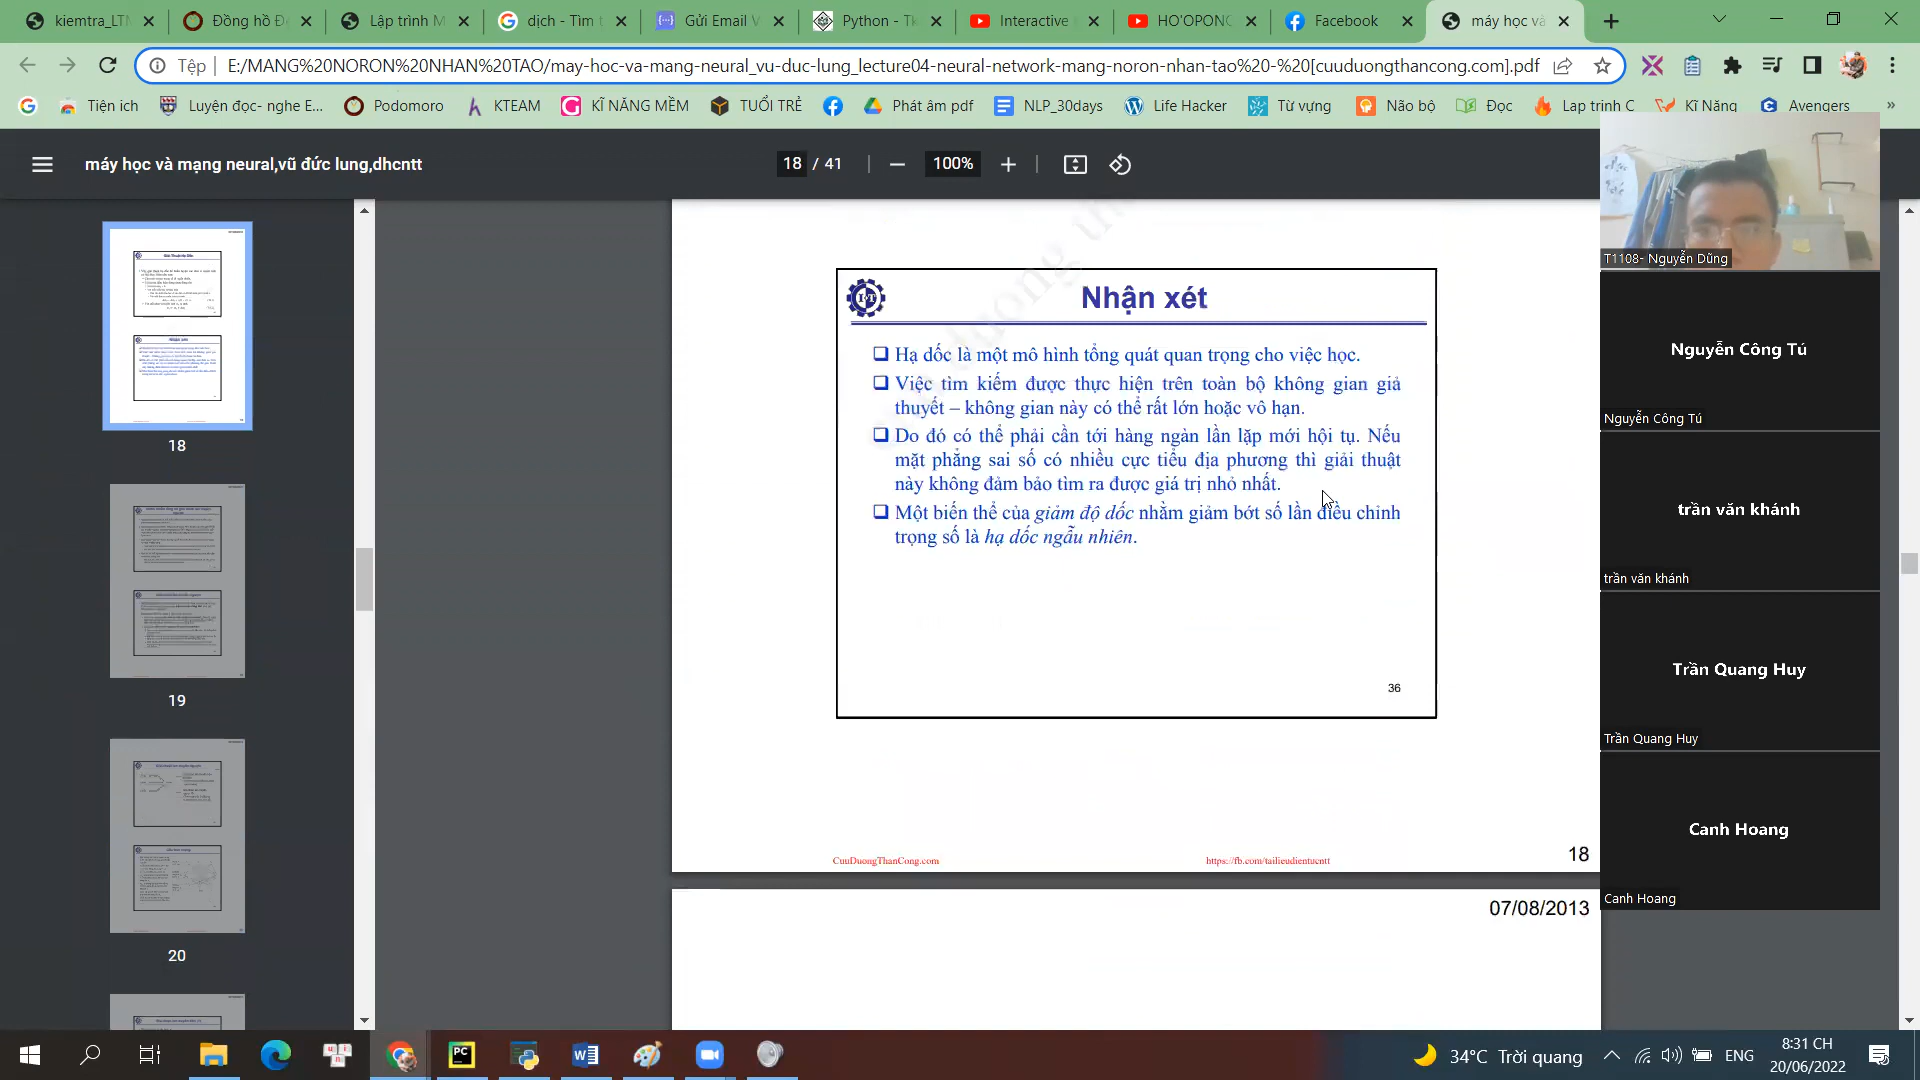 kiemtra_LTM
Đồng hồ Đ
Lập trình M
dịch - Tìm
Gửi Email V
Python - Tk
Interactive
HO'OPONO
Facebook
máy học và
Tệp | E:/MANG%20NORON%20NHAN%20TAO/may-hoc-va-mang-neural_vu-duc-lung_lecture04-neural-network-mang-noron-nhan-tao%20-%20[cuuduongthancong.com].pdf
Tiện ich
Luyện đọc- nghe E...
Podomoro
KTEAM
KĨ NĂNG MỀM
TUỔI TRẺ
Phát âm pdf
NLP_30days
Life Hacker
Từ vựng
Não bộ
Đọc
Lap trinh C
Kĩ Năng
Avengers
»
máy học và mạng neural,vũ đức lung,dhcntt
18 / 41
100%
18
19
20
Nhận xét
Hạ dốc là một mô hình tổng quát quan trọng cho việc học.
Việc tìm kiếm được thực hiện trên toàn bộ không gian giả
thuyết – không gian này có thể rất lớn hoặc vô hạn.
Do đó có thể phải cần tới hàng ngàn lần lặp mới hội tụ. Nếu
mặt phẳng sai số có nhiều cực tiểu địa phương thì giải thuật
này không đảm bảo tìm ra được giá trị nhỏ nhất.
Một biến thể của giảm độ dốc nhằm giảm bớt số lần điều chỉnh
trọng số là hạ dốc ngẫu nhiên.
36
CuuDuongThanCong.com
https://fb.com/tailieudientucntt
18
07/08/2013
T1108- Nguyễn Dũng
Nguyễn Công Tú
Nguyễn Công Tú
trần văn khánh
trần văn khánh
Trần Quang Huy
Trần Quang Huy
Canh Hoang
Canh Hoang
34°C Trời quang
ENG
8:31 CH
20/06/2022